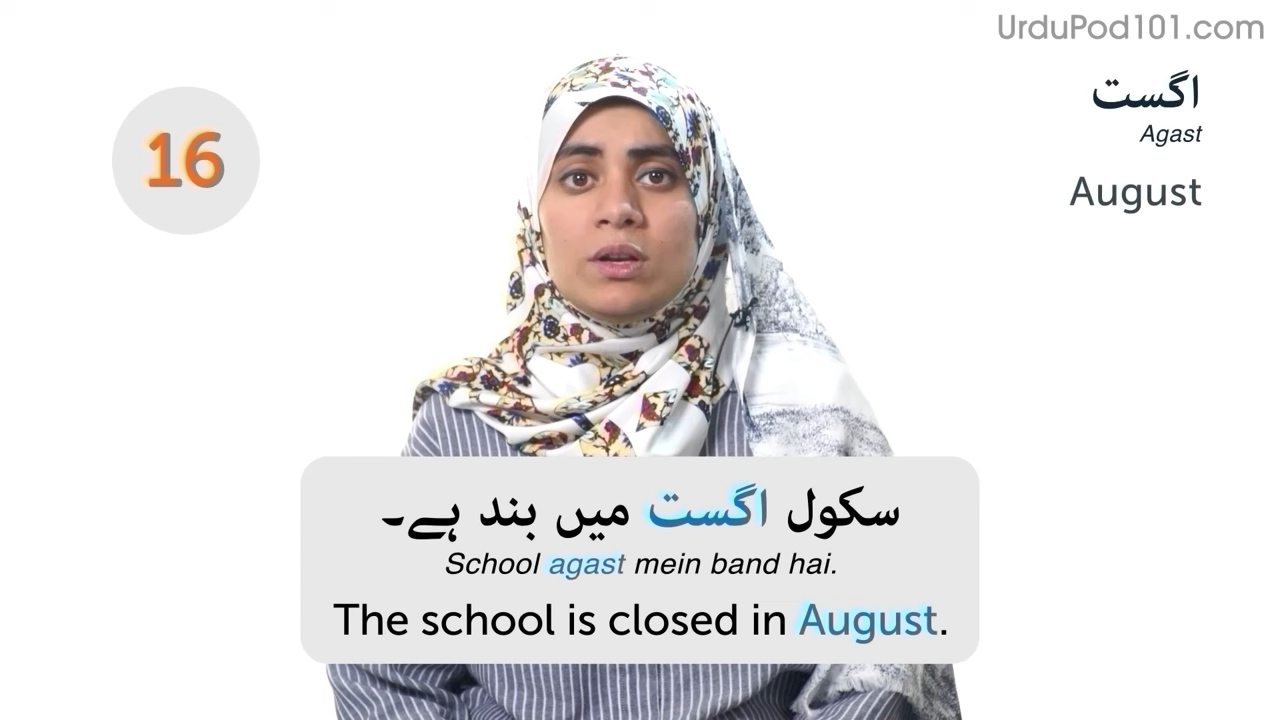 UrduPod101.com
16
اگست
Agast
August
سکول اگست میں بند ہے۔
School agast mein band hai.
The school is closed in August.